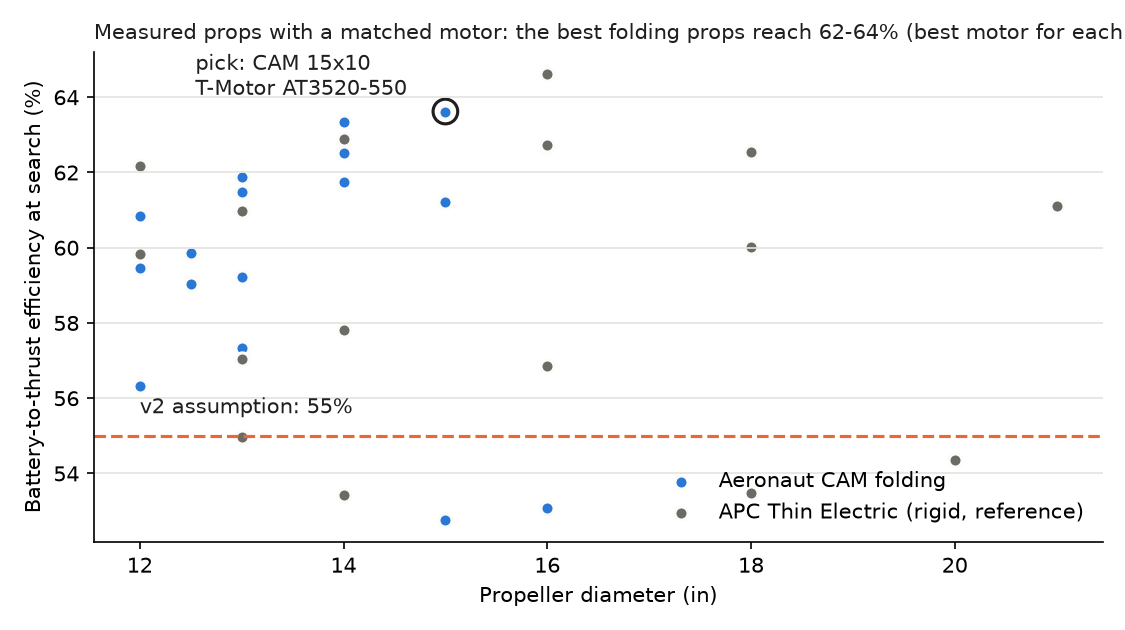 Measured props with a matched motor: the best folding props reach 62-64% (best motor for each
pick: CAM 15x10
T-Motor AT3520-550
Battery-to-thrust efficiency at search (%)
64
62
60
58
56
54
v2 assumption: 55%
Aeronaut CAM folding
APC Thin Electric (rigid, reference)
12
14
16
18
20
Propeller diameter (in)